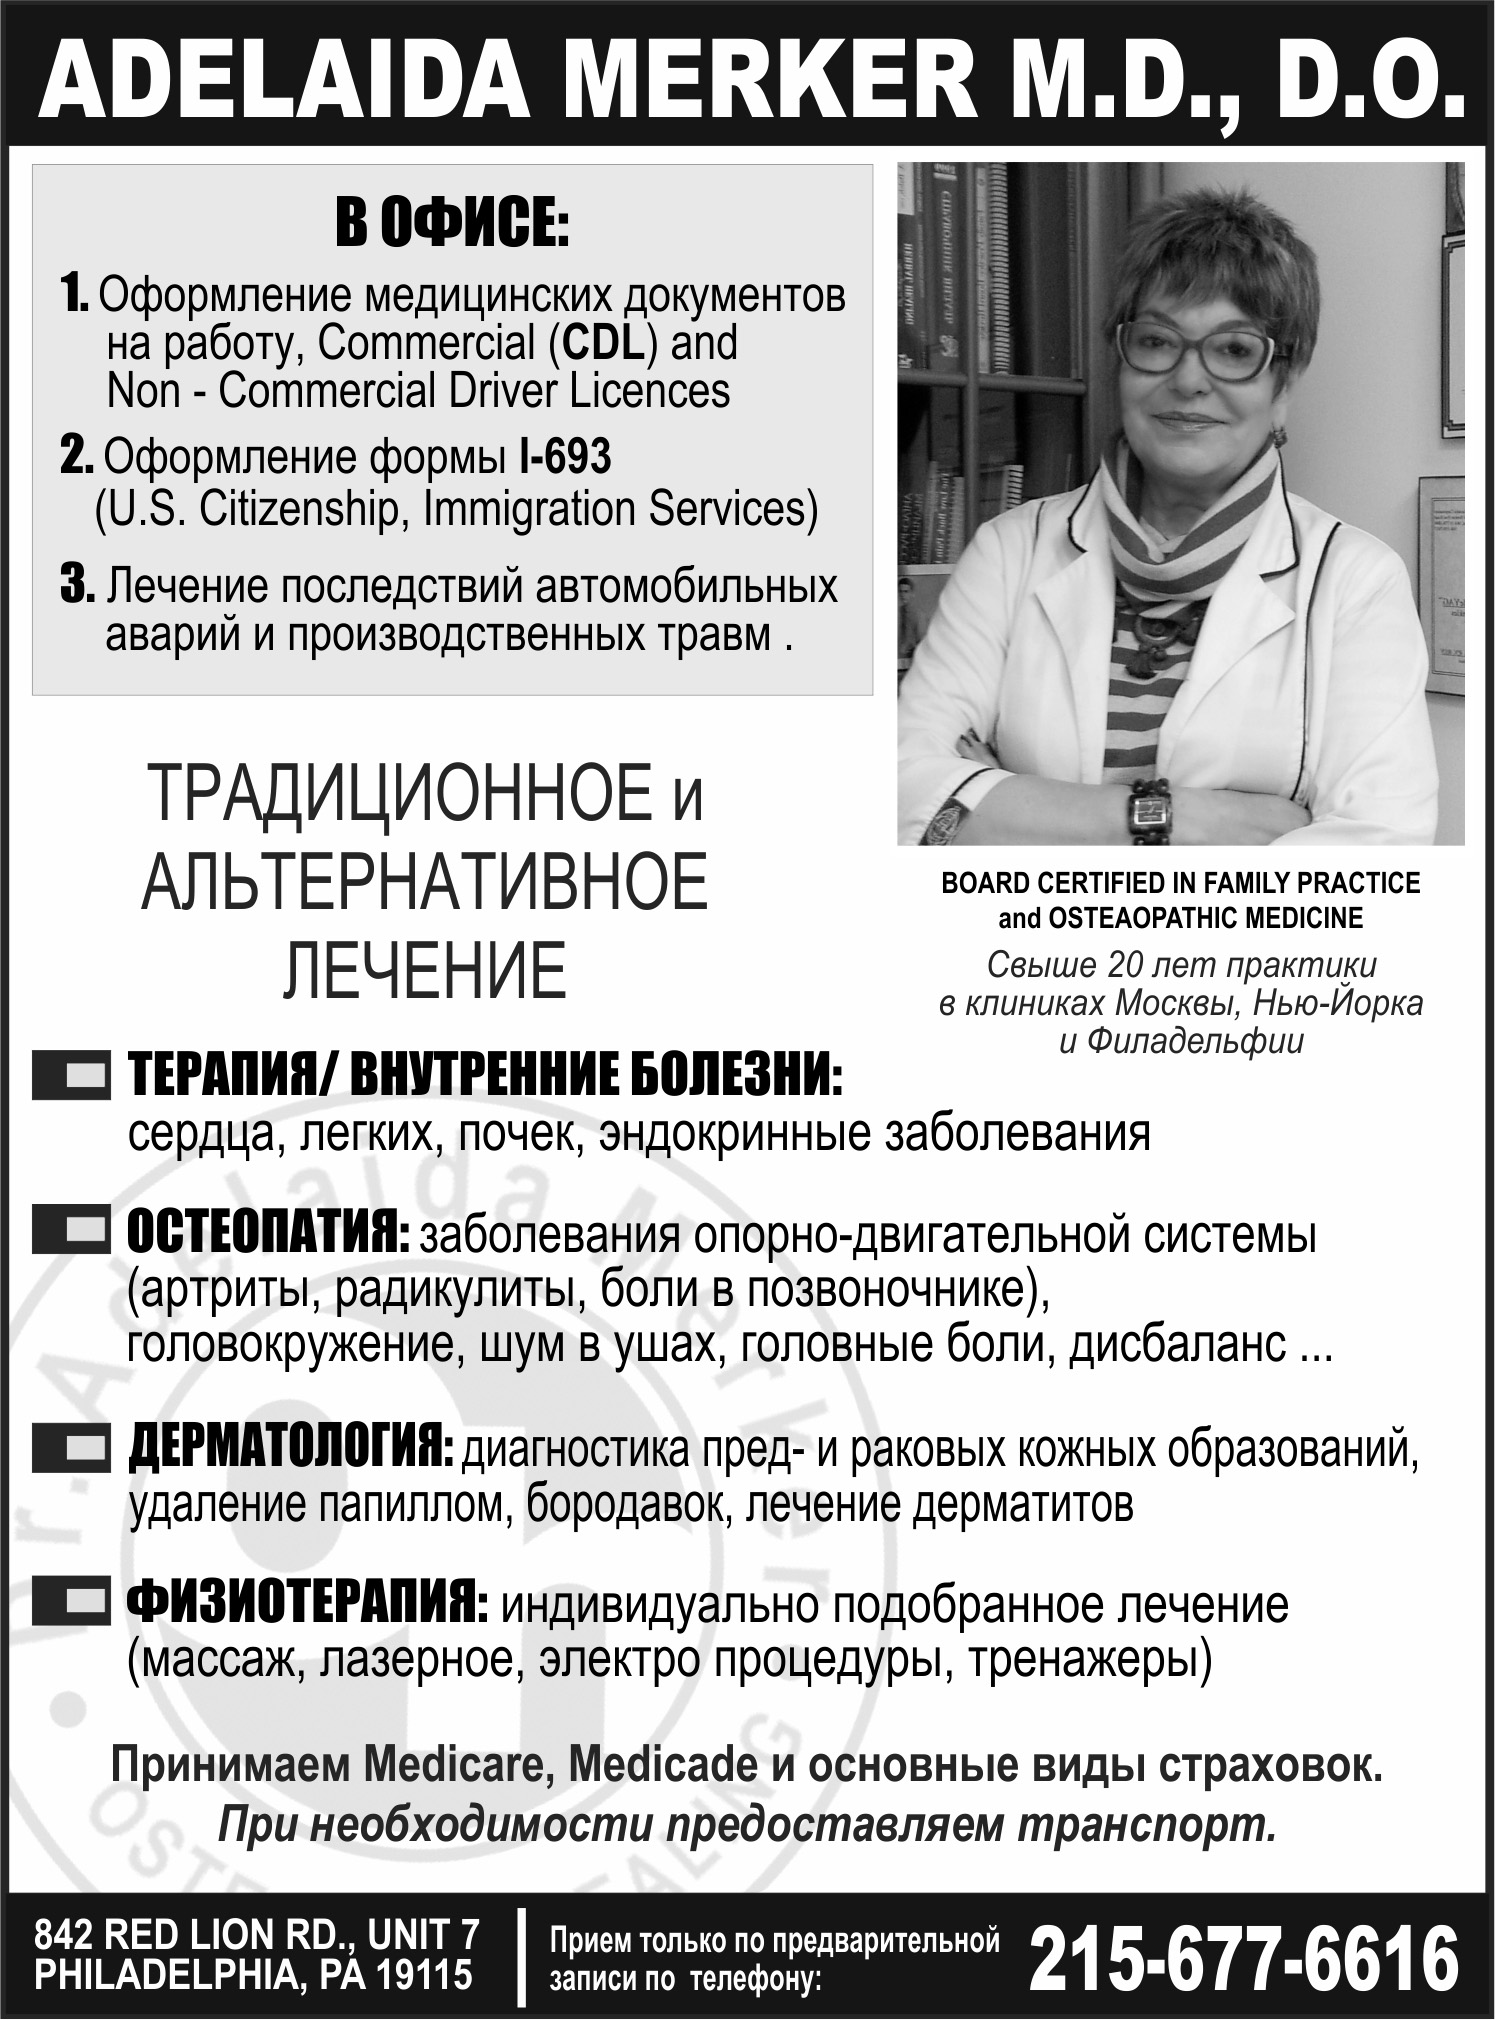 ADELAIDA MERKER M.D., D.O.
В ОФИСЕ:
1. Оформление медицинских документов
на работу, Commercial (CDL) and
Non - Commercial Driver Licences
2. Оформление формы I-693
(U.S. Citizenship, Immigration Services)
3. Лечение последствий автомобильных
аварий и производственных травм .
BOARD CERTIFIED IN FAMILY PRACTICE
and OSTEAOPATHIC MEDICINE
Свыше 20 лет практики
в клиниках Москвы, Нью-Йорка
и Филадельфии
ТРАДИЦИОННОЕ и
АЛЬТЕРНАТИВНОЕ
ЛЕЧЕНИЕ
ТЕРАПИЯ/ ВНУТРЕННИЕ БОЛЕЗНИ:
сердца, легких, почек, эндокринные заболевания
ОСТЕОПАТИЯ: заболевания опорно-двигательной системы
(артриты, радикулиты, боли в позвоночнике),
головокружение, шум в ушах, головные боли, дисбаланс ...
ДЕРМАТОЛОГИЯ: диагностика пред- и раковых кожных образований,
удаление папиллом, бородавок, лечение дерматитов
ФИЗИОТЕРАПИЯ: индивидуально подобранное лечение
(массаж, лазерное, электро процедуры, тренажеры)
Dr. Adelaida Merker
Принимаем Medicare, Medicade и основные виды страховок.
При необходимости предоставляем транспорт.
842 RED LION RD., UNIT 7
PHILADELPHIA, PA 19115
Прием только по предварительной
записи по телефону:
215-677-6616